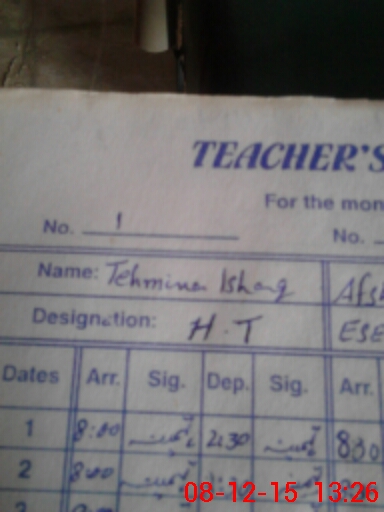 TEACHER'S
For the mon
No. 1
No.
Name: Tehmina Ishaq Afsh
Designation: H.T ESE
Dates Arr. Sig. Dep. Sig. Arr.
1 8:00 2:30 8:00
2 8:00
08-12-15 13:26